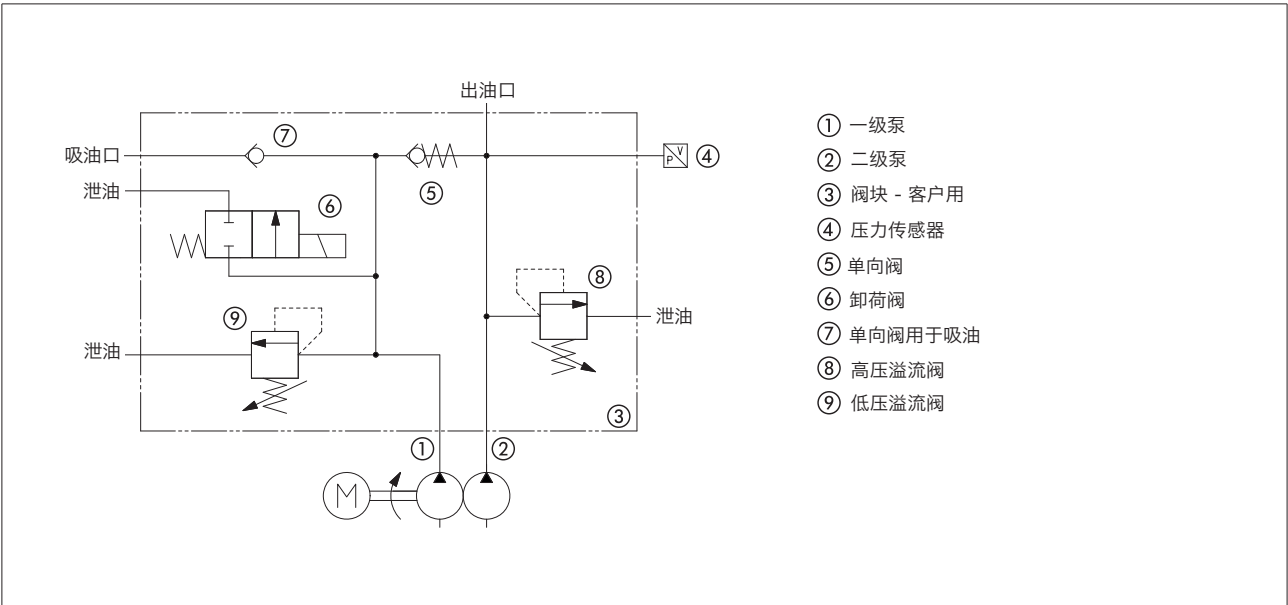 出油口
⑦
吸油口
P V ④
泄油
⑤
⑥
⑧
⑨
泄油
泄油
③
① ②
M
① 一级泵
② 二级泵
③ 阀块 - 客户用
④ 压力传感器
⑤ 单向阀
⑥ 卸荷阀
⑦ 单向阀用于吸油
⑧ 高压溢流阀
⑨ 低压溢流阀